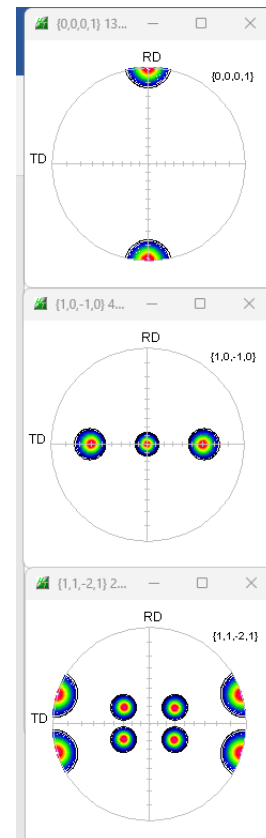 {0,0,0,1} 13...
RD
{0,0,0,1}
TD
{1,0,-1,0} 4...
RD
{1,0,-1,0}
TD
{1,1,-2,1} 2...
RD
{1,1,-2,1}
TD